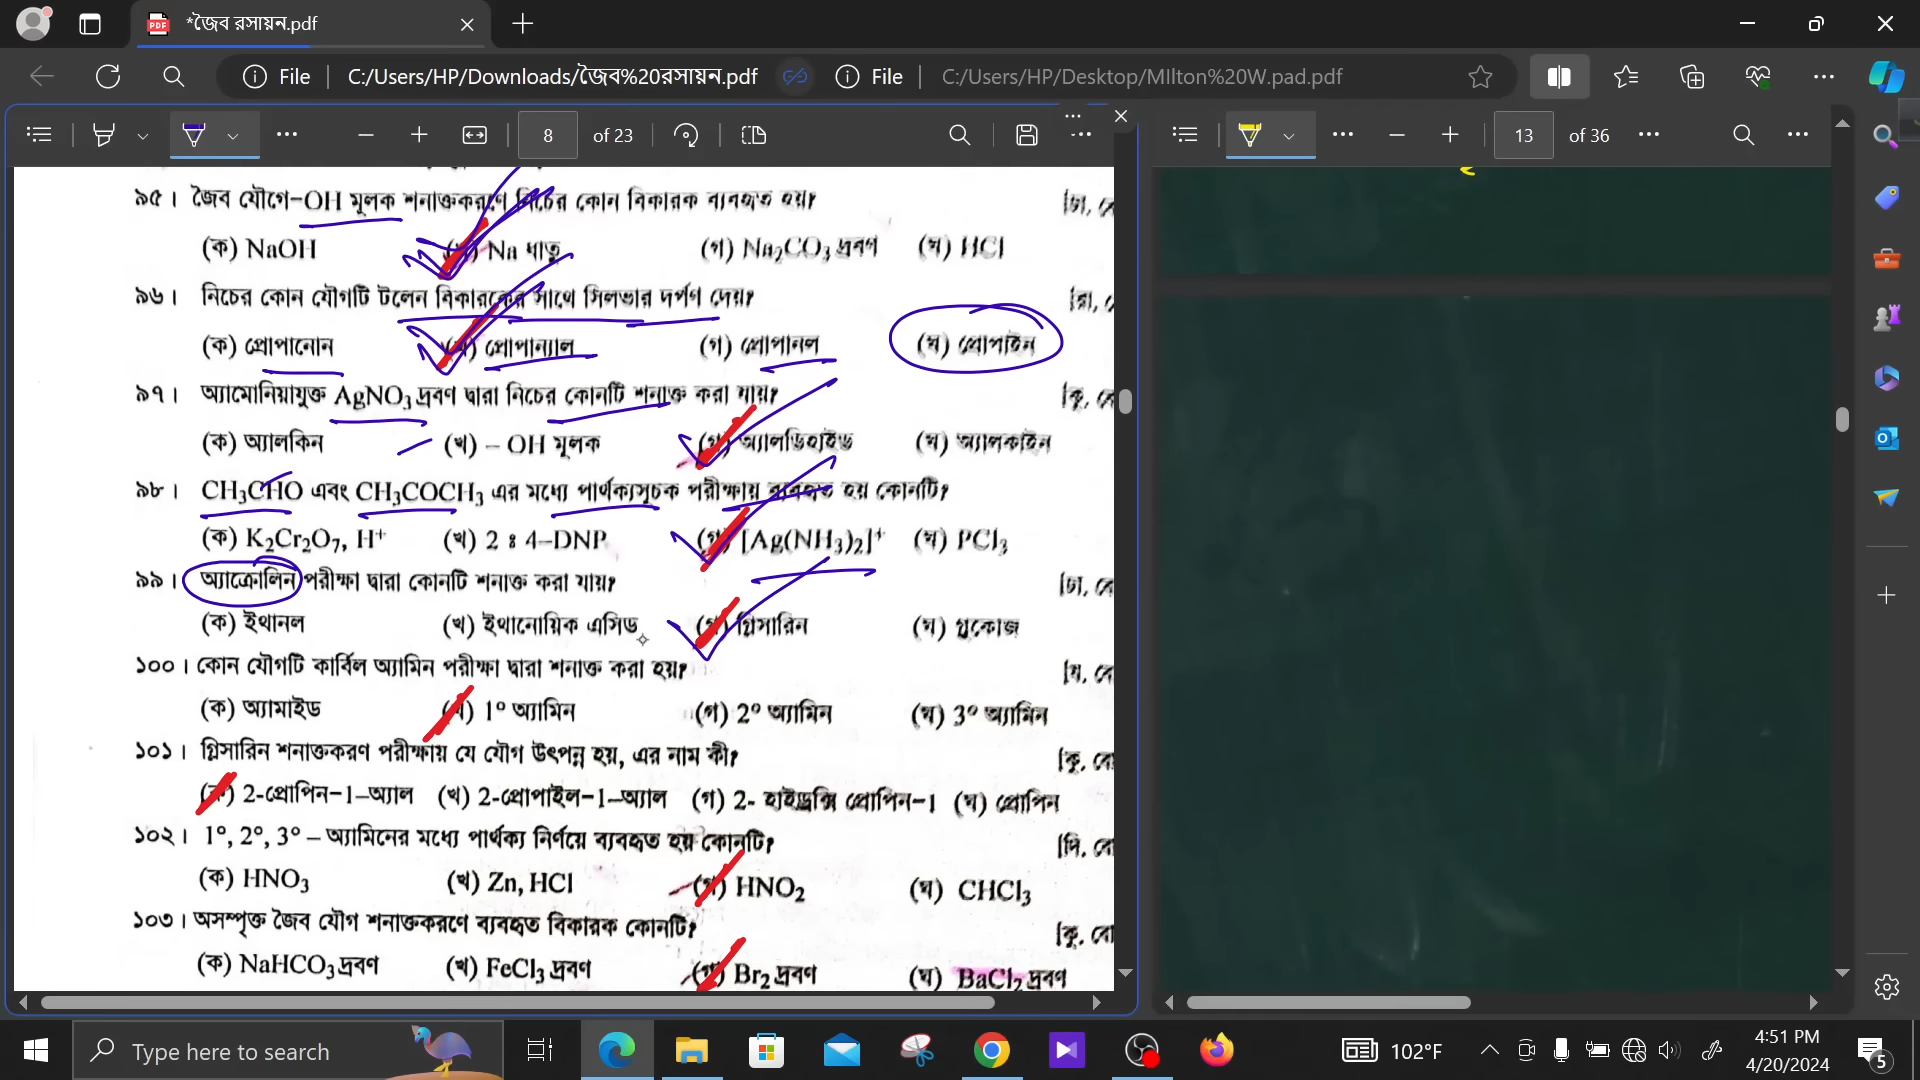 *জৈব রসায়ন.pdf
File C:/Users/HP/Downloads/জৈব%20রসায়ন.pdf File C:/Users/HP/Desktop/MIlton%20W.pad.pdf
8 of 23 13 of 36
৯৫। জৈব যৌগে–OH মূলক শনাক্তকরণে নিচের কোন বিকারক ব্যবহৃত হয়?
(ক) NaOH (খ) Na ধাতু (গ) Na₂CO₃ দ্রবণ (ঘ) HCl
৯৬। নিচের কোন যৌগটি টলেন বিকারকের সাথে সিলভার দর্পণ দেয়?
(ক) প্রোপানোন (খ) প্রোপান্যাল (গ) প্রোপানল (ঘ) প্রোপাইন
৯৭। অ্যামোনিয়াযুক্ত AgNO₃ দ্রবণ দ্বারা নিচের কোনটি শনাক্ত করা যায়?
(ক) অ্যালকিন (খ) – OH মূলক (গ) অ্যালডিহাইড (ঘ) অ্যালকাইন
৯৮। CH₃CHO এবং CH₃COCH₃ এর মধ্যে পার্থক্যসূচক পরীক্ষায় ব্যবহৃত হয় কোনটি?
(ক) K₂Cr₂O₇, H⁺ (খ) 2 ঃ 4–DNP (গ) [Ag(NH₃)₂]⁺ (ঘ) PCl₃
৯৯। অ্যাক্রোলিন পরীক্ষা দ্বারা কোনটি শনাক্ত করা যায়?
(ক) ইথানল (খ) ইথানোয়িক এসিড (গ) গ্লিসারিন (ঘ) গ্লুকোজ
১০০। কোন যৌগটি কার্বিল অ্যামিন পরীক্ষা দ্বারা শনাক্ত করা হয়?
(ক) অ্যামাইড (খ) 1° অ্যামিন (গ) 2° অ্যামিন (ঘ) 3° অ্যামিন
১০১। গ্লিসারিন শনাক্তকরণ পরীক্ষায় যে যৌগ উৎপন্ন হয়, এর নাম কী?
(ক) 2-প্রোপিন–1–অ্যাল (খ) 2-প্রোপাইল–1–অ্যাল (গ) 2- হাইড্রক্সি প্রোপিন–1 (ঘ) প্রোপিন
১০২। 1°, 2°, 3° – অ্যামিনের মধ্যে পার্থক্য নির্ণয়ে ব্যবহৃত হয় কোনটি?
(ক) HNO₃ (খ) Zn, HCl (গ) HNO₂ (ঘ) CHCl₃
১০৩। অসম্পৃক্ত জৈব যৌগ শনাক্তকরণে ব্যবহৃত বিকারক কোনটি?
(ক) NaHCO₃ দ্রবণ (খ) FeCl₃ দ্রবণ (গ) Br₂ দ্রবণ (ঘ) BaCl₂ দ্রবণ
Type here to search 102°F 4:51 PM
4/20/2024 5